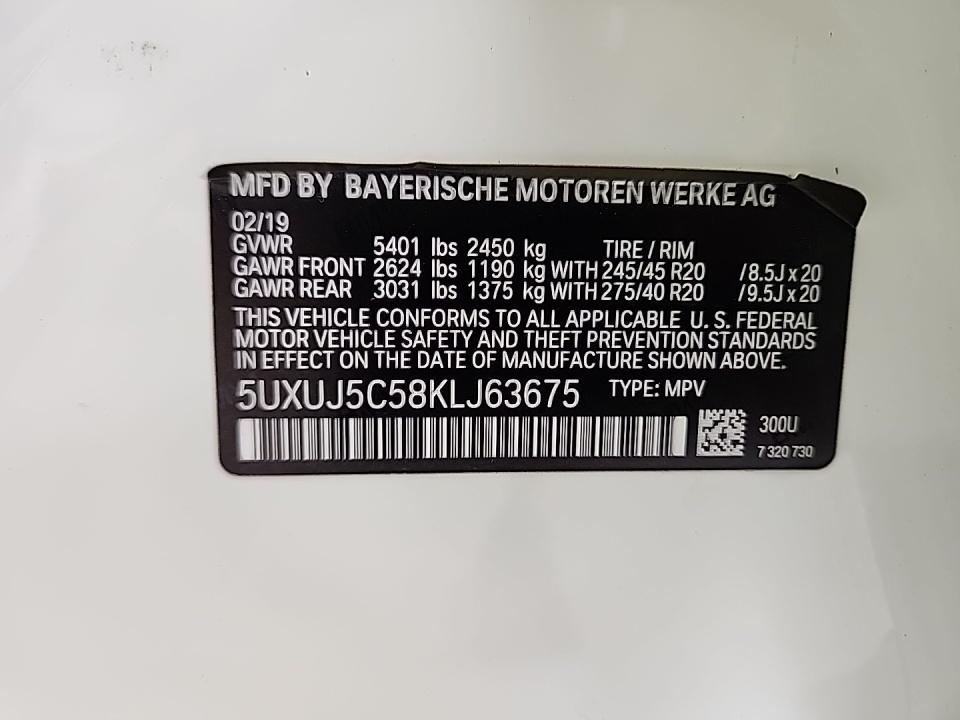 MFD BY BAYERISCHE MOTOREN WERKE AG
02/19
GVWR 5401 lbs 2450 kg TIRE / RIM
GAWR FRONT 2624 lbs 1190 kg WITH 245/45 R20 /8.5J x 20
GAWR REAR 3031 lbs 1375 kg WITH 275/40 R20 /9.5J x 20
THIS VEHICLE CONFORMS TO ALL APPLICABLE U. S. FEDERAL
MOTOR VEHICLE SAFETY AND THEFT PREVENTION STANDARDS
IN EFFECT ON THE DATE OF MANUFACTURE SHOWN ABOVE.
5UXUJ5C58KLJ63675 TYPE: MPV
300U
7 320 730